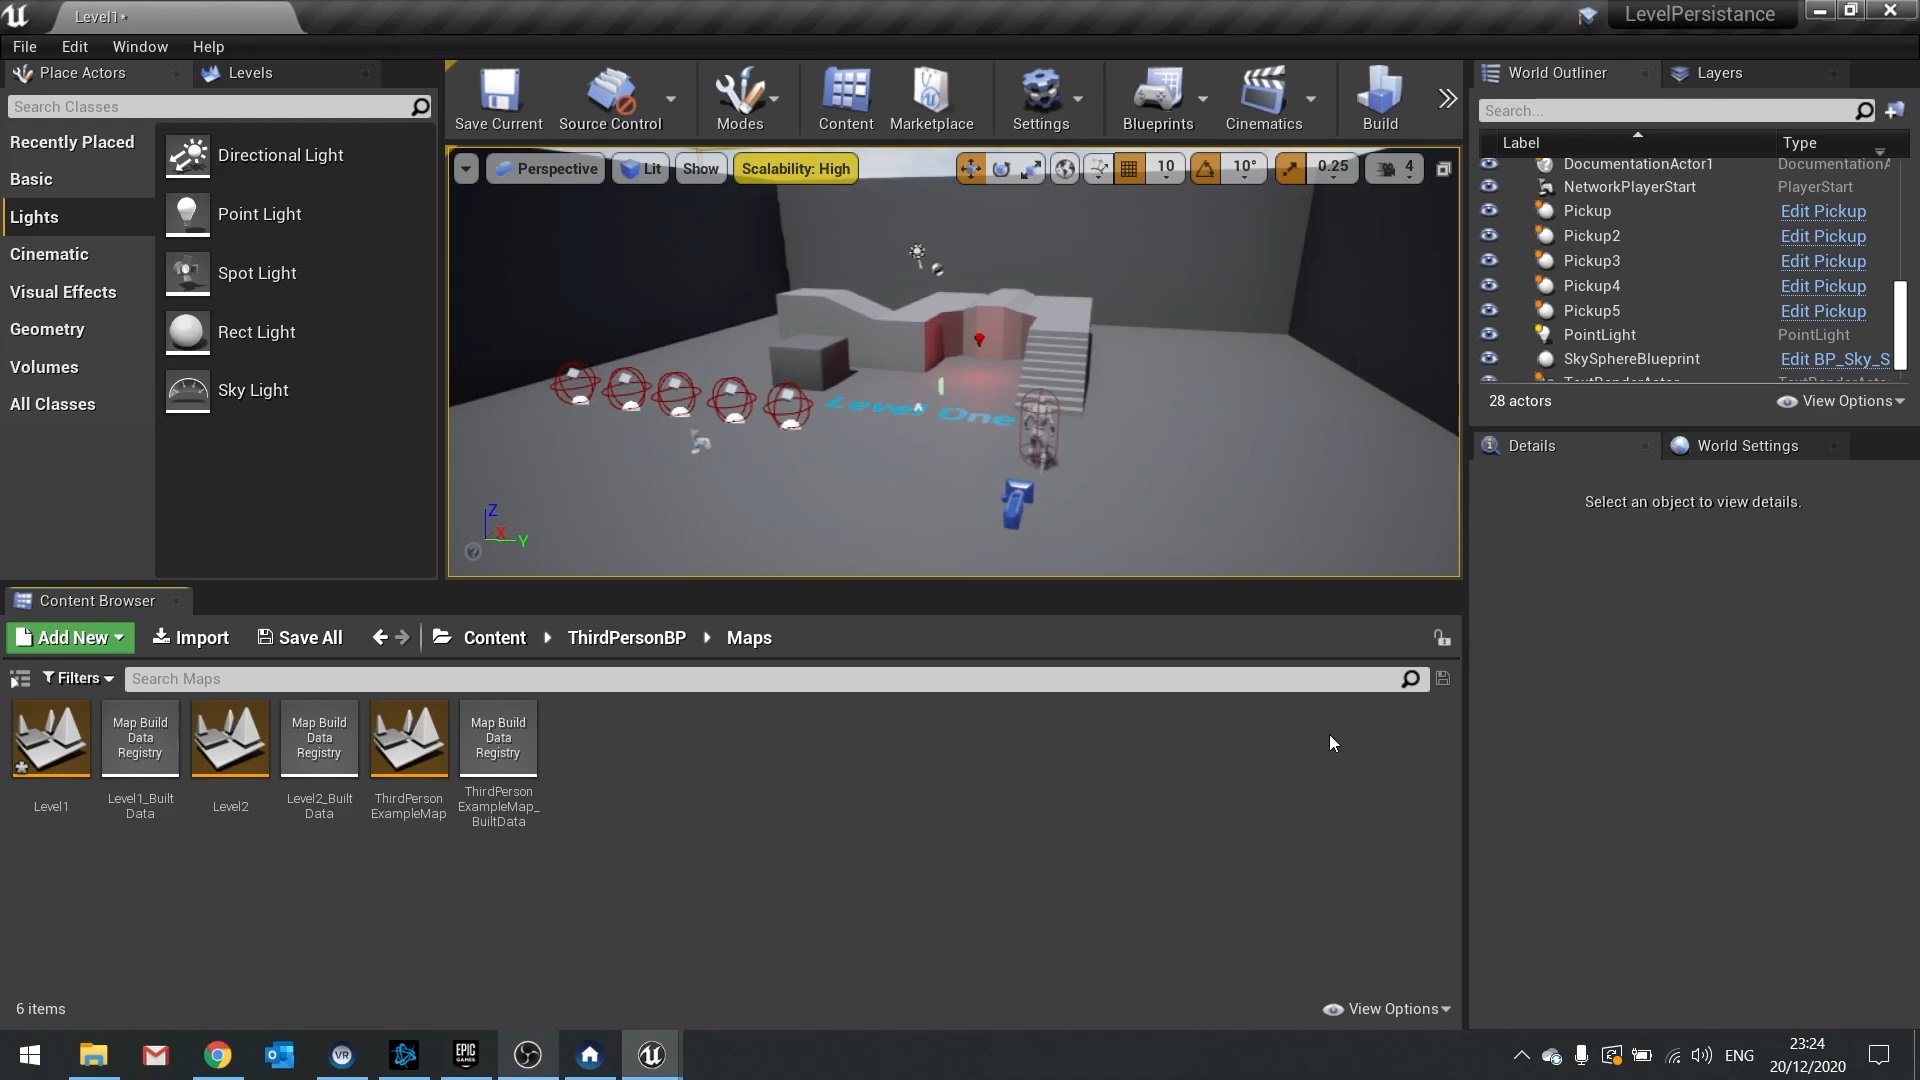 Level1*
LevelPersistance
File Edit Window Help
Place Actors
Levels
Search Classes
Recently Placed
Basic
Lights
Cinematic
Visual Effects
Geometry
Volumes
All Classes
Directional Light
Point Light
Spot Light
Rect Light
Sky Light
Save Current
Source Control
Modes
Content
Marketplace
Settings
Blueprints
Cinematics
Build
Perspective
Lit
Show
Scalability: High
10
10°
0.25
4
Level One
Z
X
Y
World Outliner
Layers
Search...
Label
Type
DocumentationActor1 DocumentationA
NetworkPlayerStart PlayerStart
Pickup Edit Pickup
Pickup2 Edit Pickup
Pickup3 Edit Pickup
Pickup4 Edit Pickup
Pickup5 Edit Pickup
PointLight PointLight
SkySphereBlueprint Edit BP_Sky_S
28 actors
View Options
Details
World Settings
Select an object to view details.
Content Browser
Add New
Import
Save All
Content
ThirdPersonBP
Maps
Filters
Search Maps
Map Build
Data
Registry
Map Build
Data
Registry
Map Build
Data
Registry
Level1
Level1_Built
Data
Level2
Level2_Built
Data
ThirdPerson
ExampleMap
ThirdPerson
ExampleMap_
BuiltData
6 items
View Options
VR
EPIC
GAMES
ENG
23:24
20/12/2020